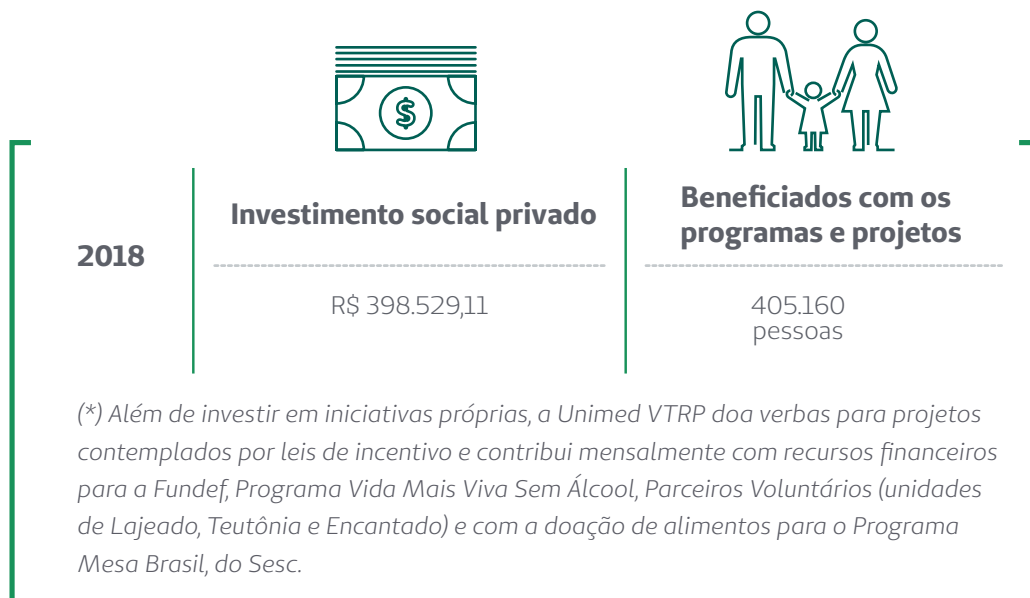 2018
Investimento social privado
R$ 398.529,11
Beneficiados com os
programas e projetos
405.160
pessoas
(*) Além de investir em iniciativas próprias, a Unimed VTRP doa verbas para projetos
contemplados por leis de incentivo e contribui mensalmente com recursos financeiros
para a Fundef, Programa Vida Mais Viva Sem Álcool, Parceiros Voluntários (unidades
de Lajeado, Teutônia e Encantado) e com a doação de alimentos para o Programa
Mesa Brasil, do Sesc.